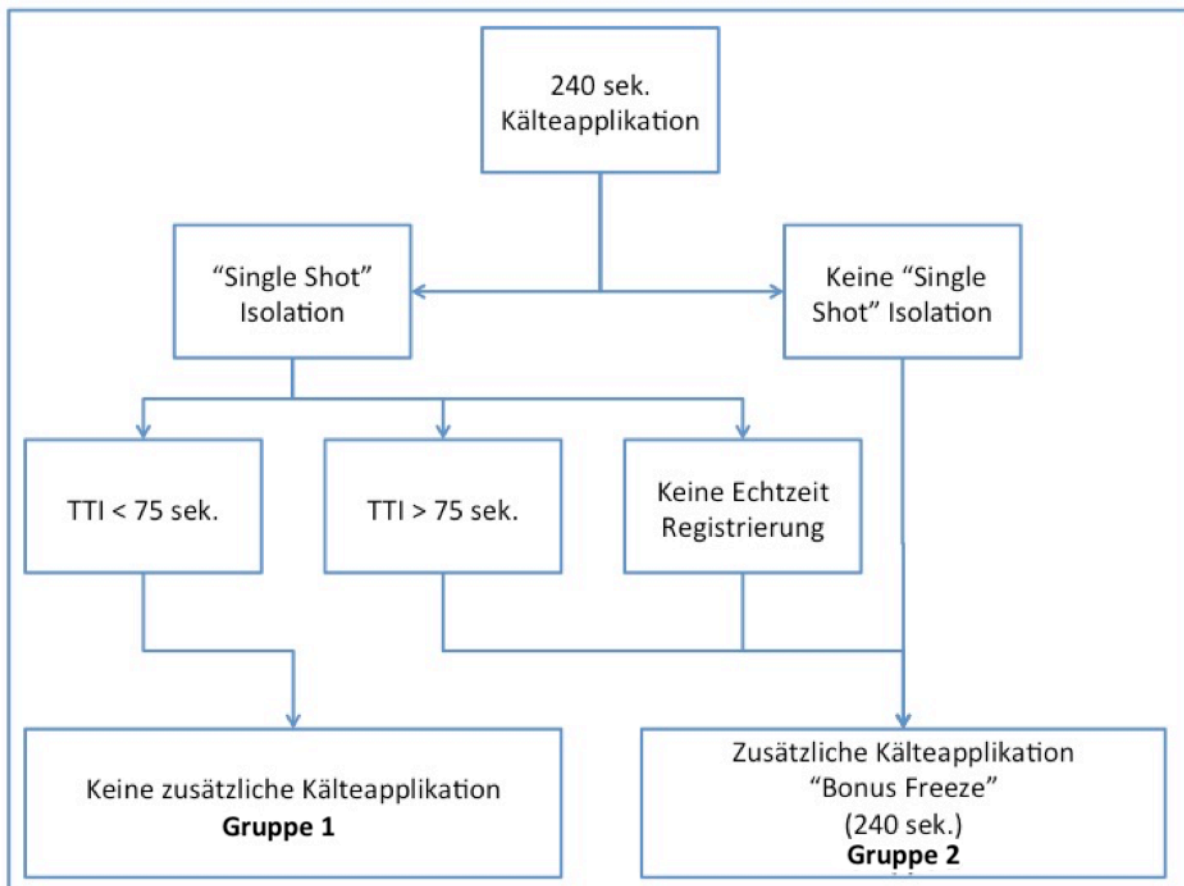 240 sek.
Kälteapplikation
“Single Shot”
Isolation
Keine “Single
Shot” Isolation
TTI < 75 sek.
TTI > 75 sek.
Keine Echtzeit
Registrierung
Keine zusätzliche Kälteapplikation
Gruppe 1
Zusätzliche Kälteapplikation
“Bonus Freeze”
(240 sek.)
Gruppe 2